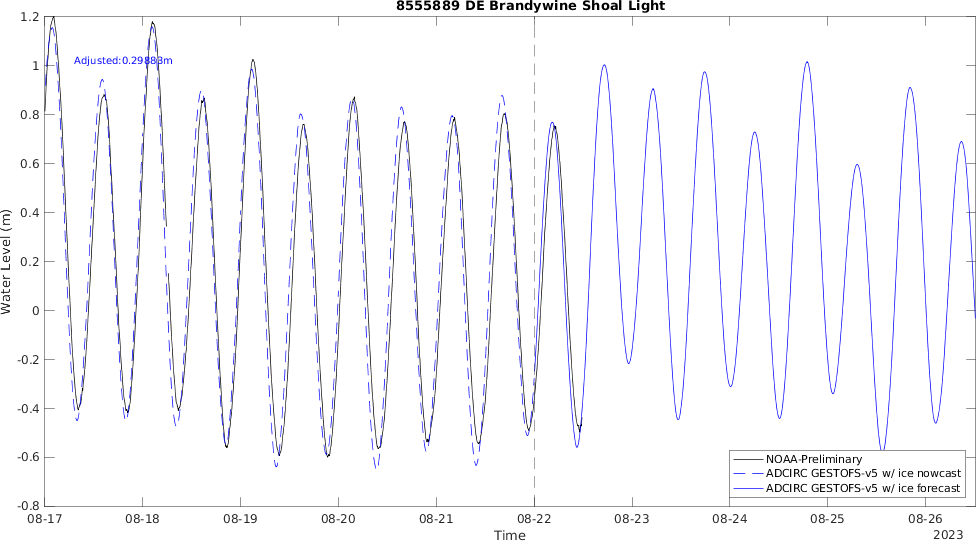 8555889 DE Brandywine Shoal Light
Adjusted:0.29883m
Water Level (m)
1.2
1
0.8
0.6
0.4
0.2
0
-0.2
-0.4
-0.6
-0.8
NOAA-Preliminary
ADCIRC GESTOFS-v5 w/ ice nowcast
ADCIRC GESTOFS-v5 w/ ice forecast
08-17 08-18 08-19 08-20 08-21 08-22 08-23 08-24 08-25 08-26
Time
2023